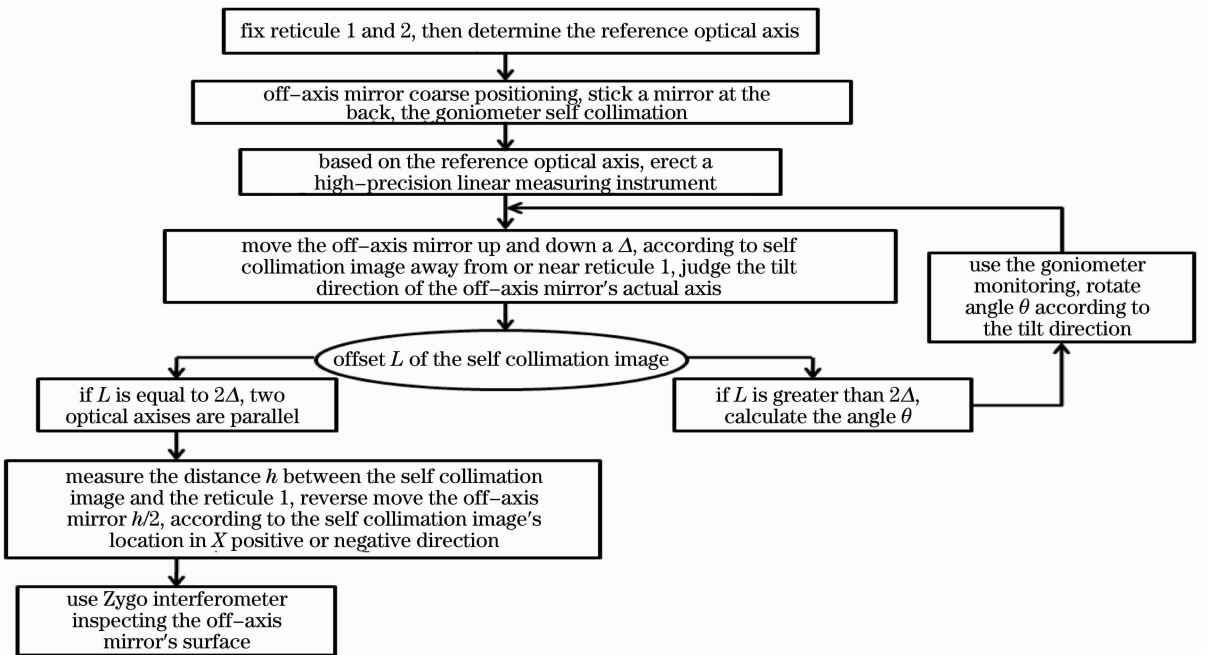 fix reticule 1 and 2, then determine the reference optical axis
off-axis mirror coarse positioning, stick a mirror at the
back, the goniometer self collimation
based on the reference optical axis, erect a
high-precision linear measuring instrument
move the off-axis mirror up and down a Δ, according to self
collimation image away from or near reticule 1, judge the tilt
direction of the off-axis mirror's actual axis
use the goniometer
monitoring, rotate
angle θ according to
the tilt direction
offset L of the self collimation image
if L is equal to 2Δ, two
optical axises are parallel
if L is greater than 2Δ,
calculate the angle θ
measure the distance h between the self collimation
image and the reticule 1, reverse move the off-axis
mirror h/2, according to the self collimation image's
location in X positive or negative direction
use Zygo interferometer
inspecting the off-axis
mirror's surface